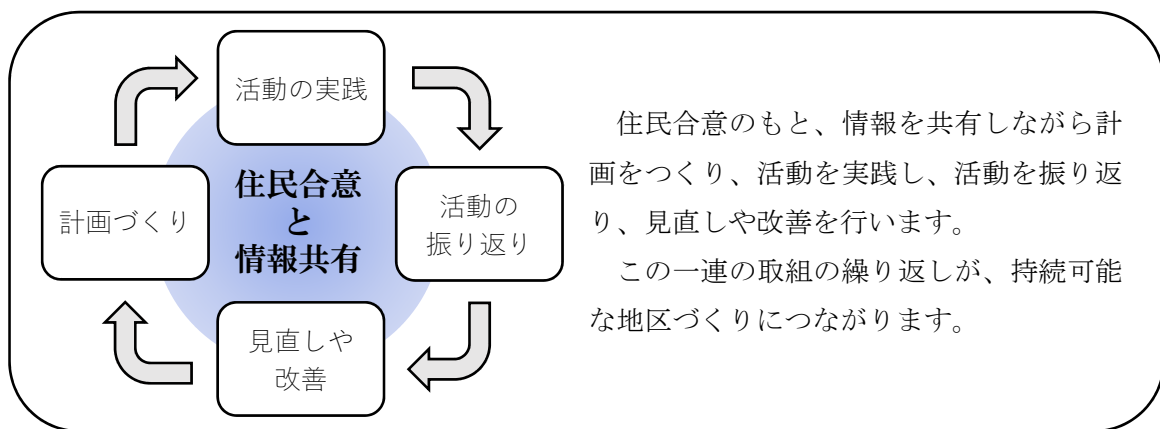 活動の実践
住民合意
と
情報共有
計画づくり
活動の
振り返り
見直しや
改善
住民合意のもと、情報を共有しながら計
画をつくり、活動を実践し、活動を振り返
り、見直しや改善を行います。
この一連の取組の繰り返しが、持続可能
な地区づくりにつながります。